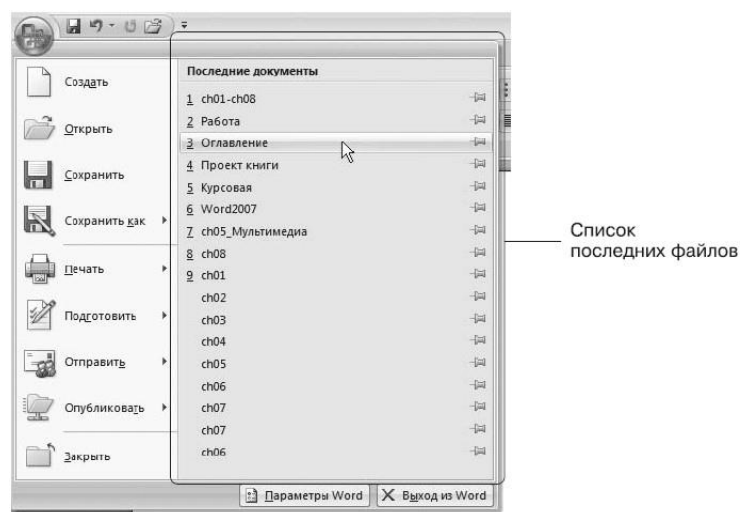 Создать
Открыть
Сохранить
Сохранить как
Печать
Подготовить
Отправить
Опубликовать
Закрыть
Последние документы
1 ch01-ch08
2 Работа
3 Оглавление
4 Проект книги
5 Курсовая
6 Word2007
7 ch05_Мультимедиа
8 ch08
9 ch01
ch02
ch03
ch04
ch05
ch06
ch07
ch07
ch06
Параметры Word
Выход из Word
Список
последних файлов